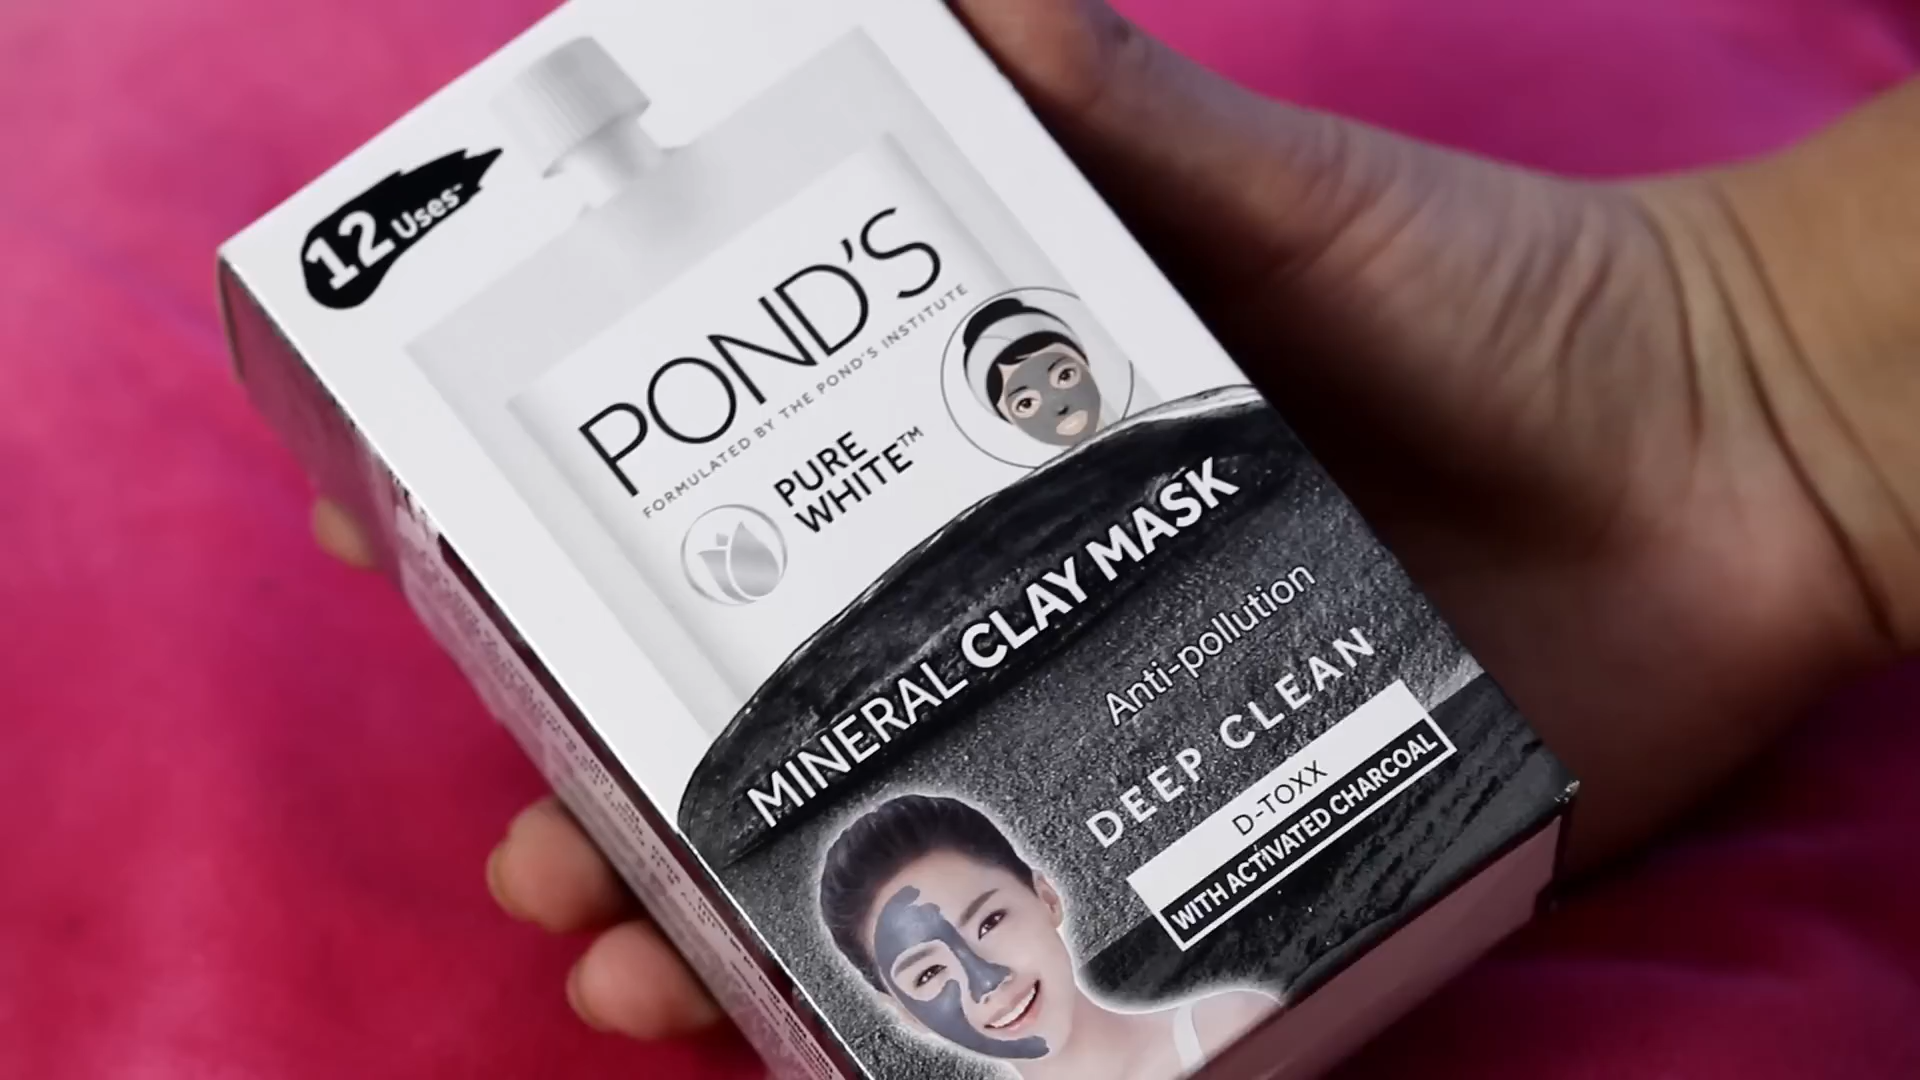 12 Uses~
POND'S
FORMULATED BY THE POND'S INSTITUTE
PURE
WHITE™
MINERAL CLAY MASK
Anti-pollution
DEEP CLEAN
D-TOXX
WITH ACTIVATED CHARCOAL